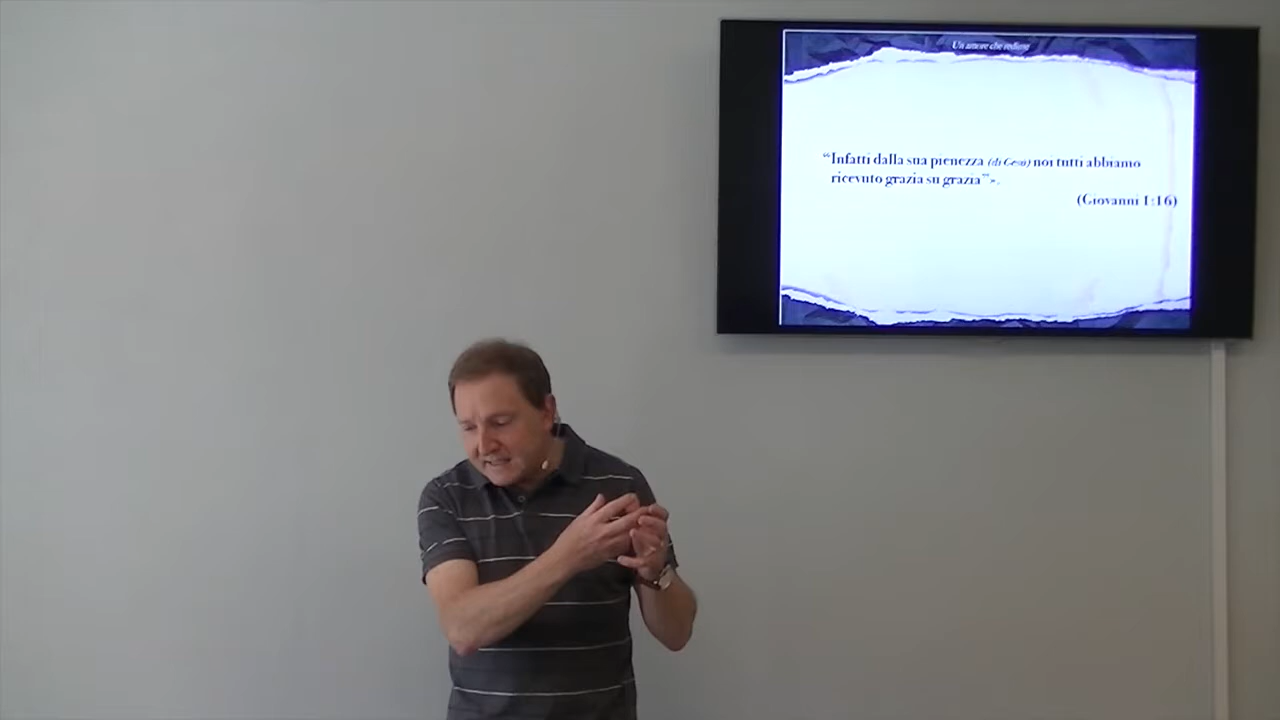 Un amore che redime
“Infatti dalla sua pienezza (di Gesù) noi tutti abbiamo
ricevuto grazia su grazia”».
(Giovanni 1:16)